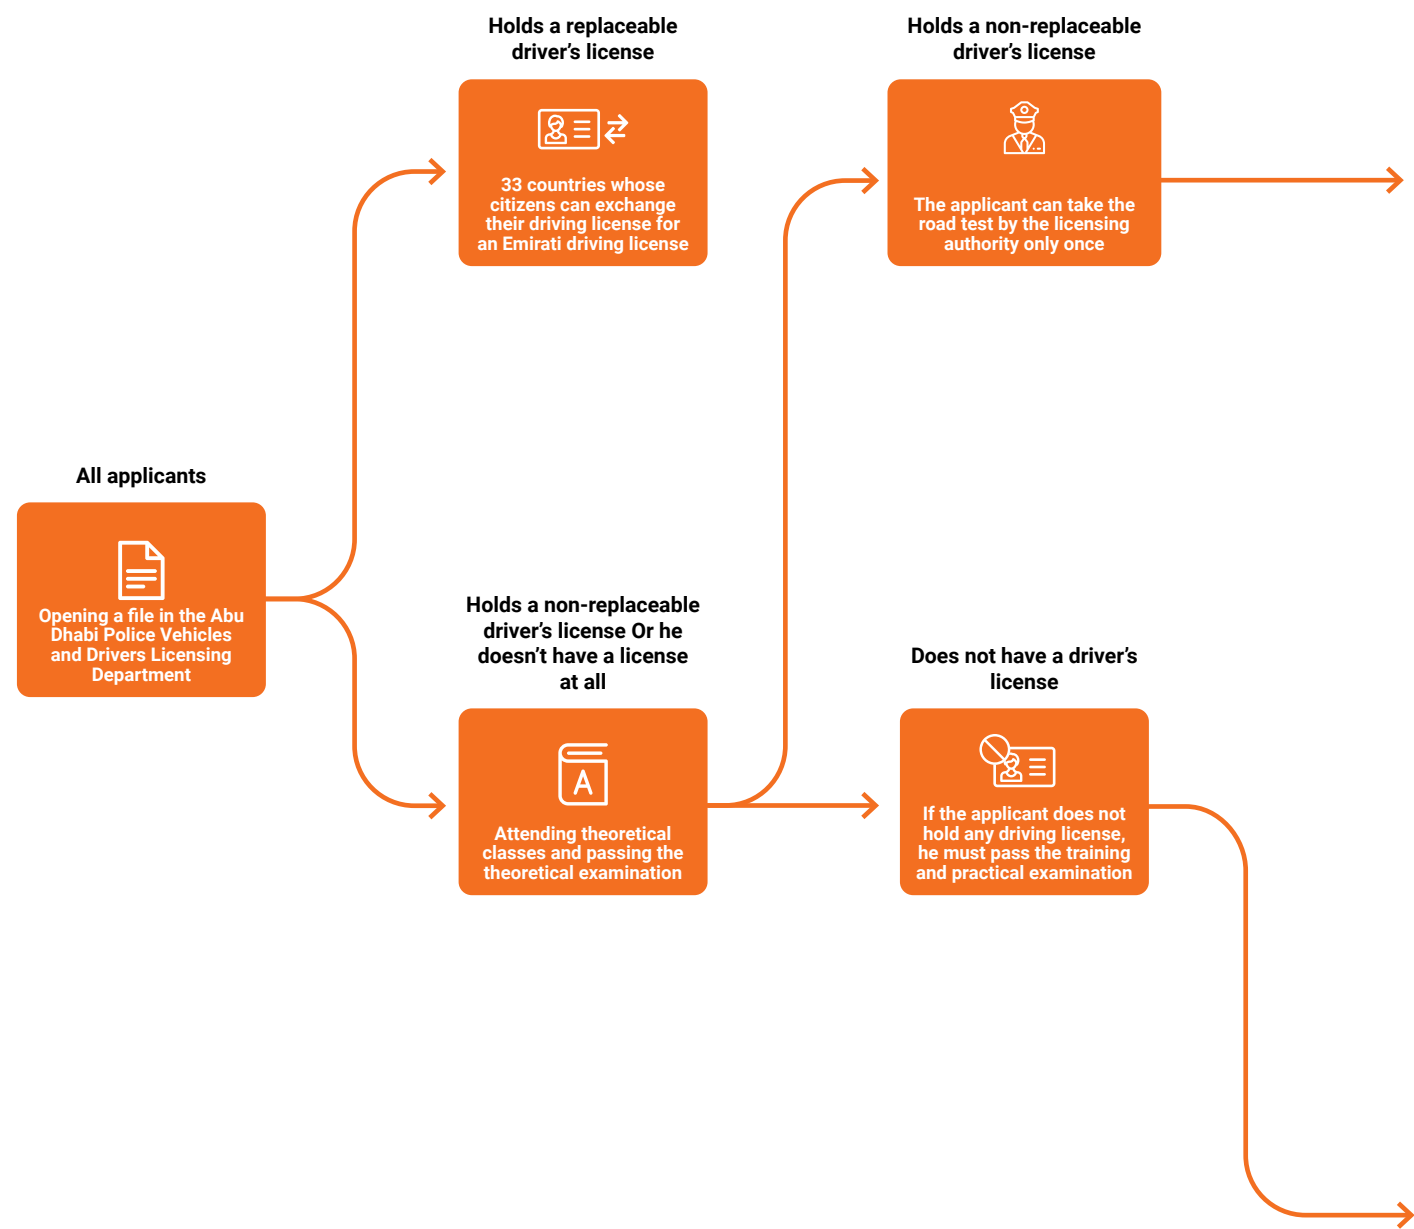 Holds a replaceable
driver's license
33 countries whose
citizens can exchange
their driving license for
an Emirati driving license
Holds a non-replaceable
driver's license
The applicant can take the
road test by the licensing
authority only once
All applicants
Opening a file in the Abu
Dhabi Police Vehicles
and Drivers Licensing
Department
Holds a non-replaceable
driver's license Or he
doesn't have a license
at all
A
Attending theoretical
classes and passing the
theoretical examination
Does not have a driver's
license
If the applicant does not
hold any driving license,
he must pass the training
and practical examination